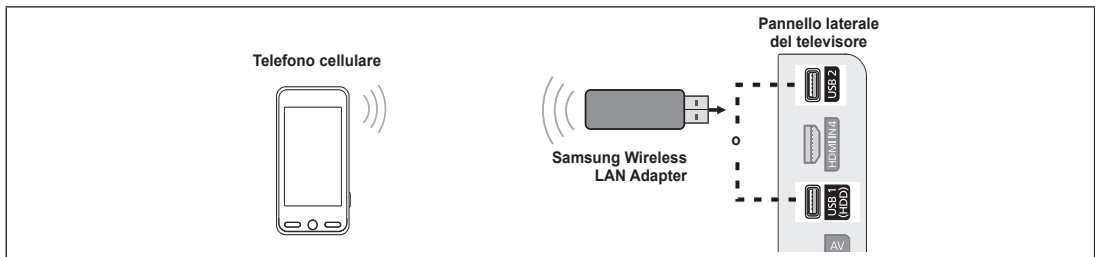 Pannello laterale
del televisore
Telefono cellulare
USB 2
o
HDMI IN 4
Samsung Wireless
LAN Adapter
USB 1
(HDD)
AV